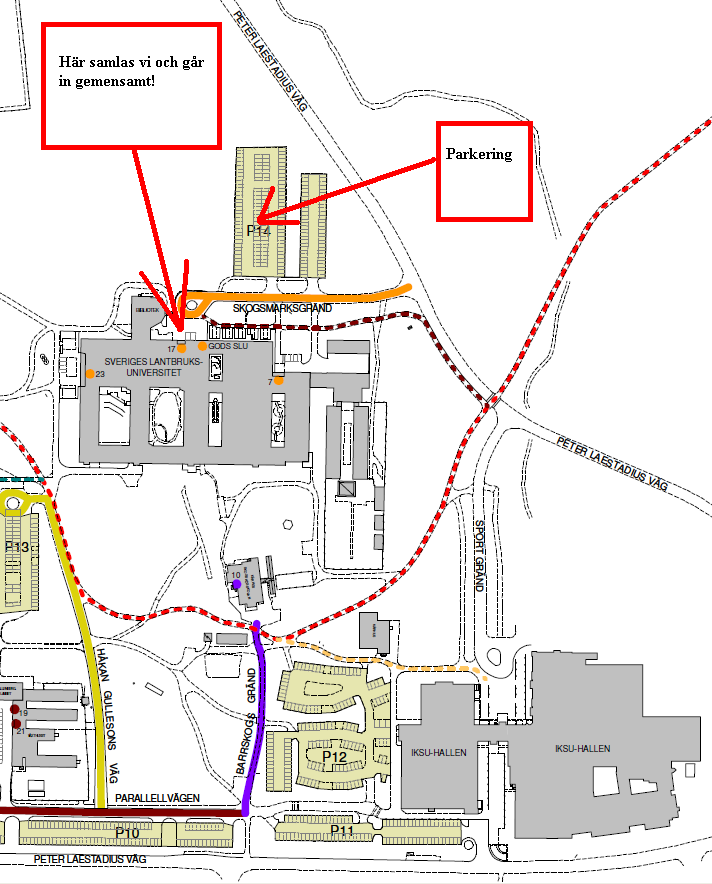 PETER LAESTADIUS VÄG
Här samlas vi och går
in gemensamt!
Parkering
P14
SKOGSMARKSGRÄND
BIBLIOTEK
17
GODS SLU
SVERIGES LANTBRUKS-
UNIVERSITET
23
7
PETER LAESTADIUS VÄG
P13
SPORT GRÄND
10
HÅKAN GULLESONS VÄG
BARRSKOGS GRÄND
19
21
P12
IKSU-HALLEN
IKSU-HALLEN
PARALLELLVÄGEN
P10
P11
PETER LAESTADIUS VÄG